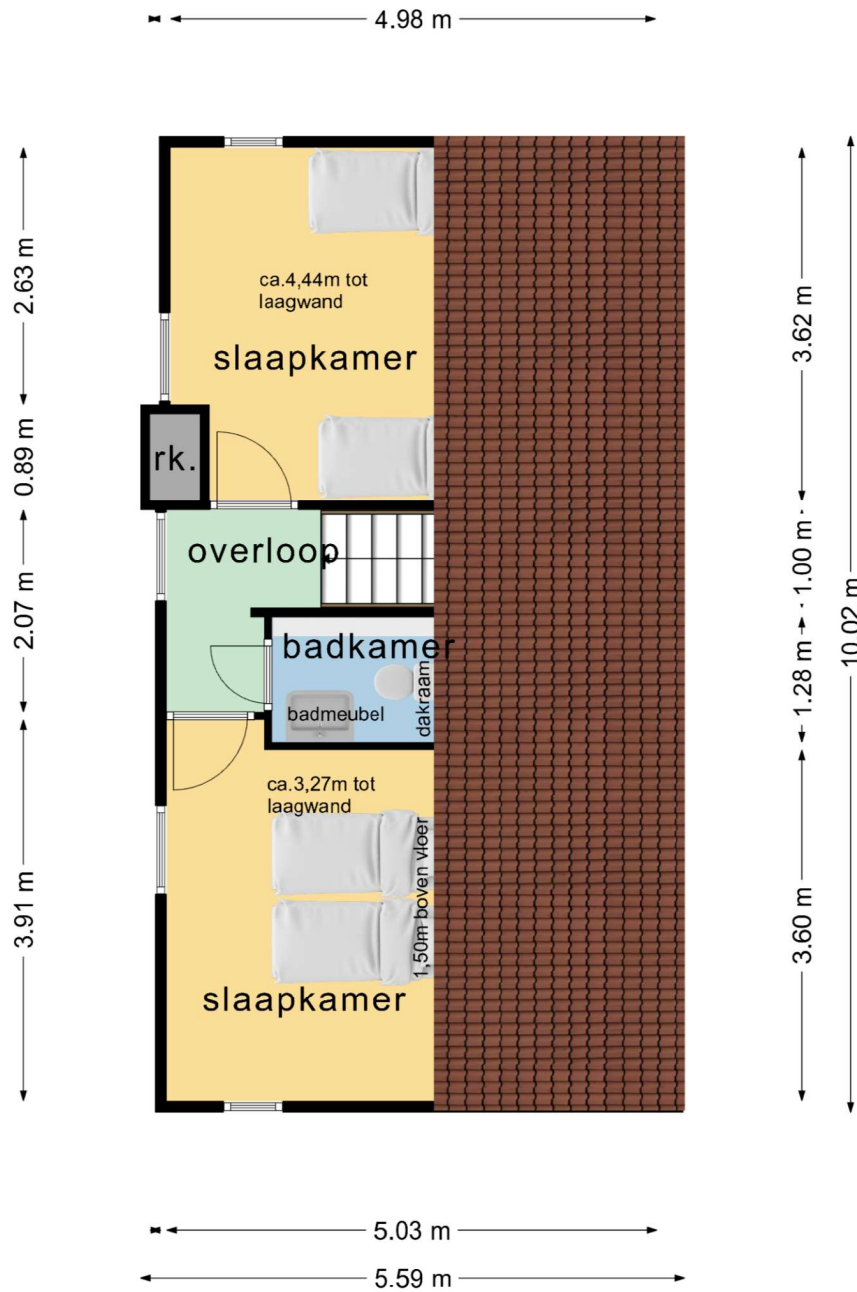 4.98 m
2.63 m
0.89 m
2.07 m
3.91 m
ca.4,44m tot
laagwand
slaapkamer
rk.
overloop
badkamer
badmeubel
dakraam
ca.3,27m tot
laagwand
1,50m boven vloer
slaapkamer
3.62 m
1.00 m
1.28 m
3.60 m
10.02 m
5.03 m
5.59 m